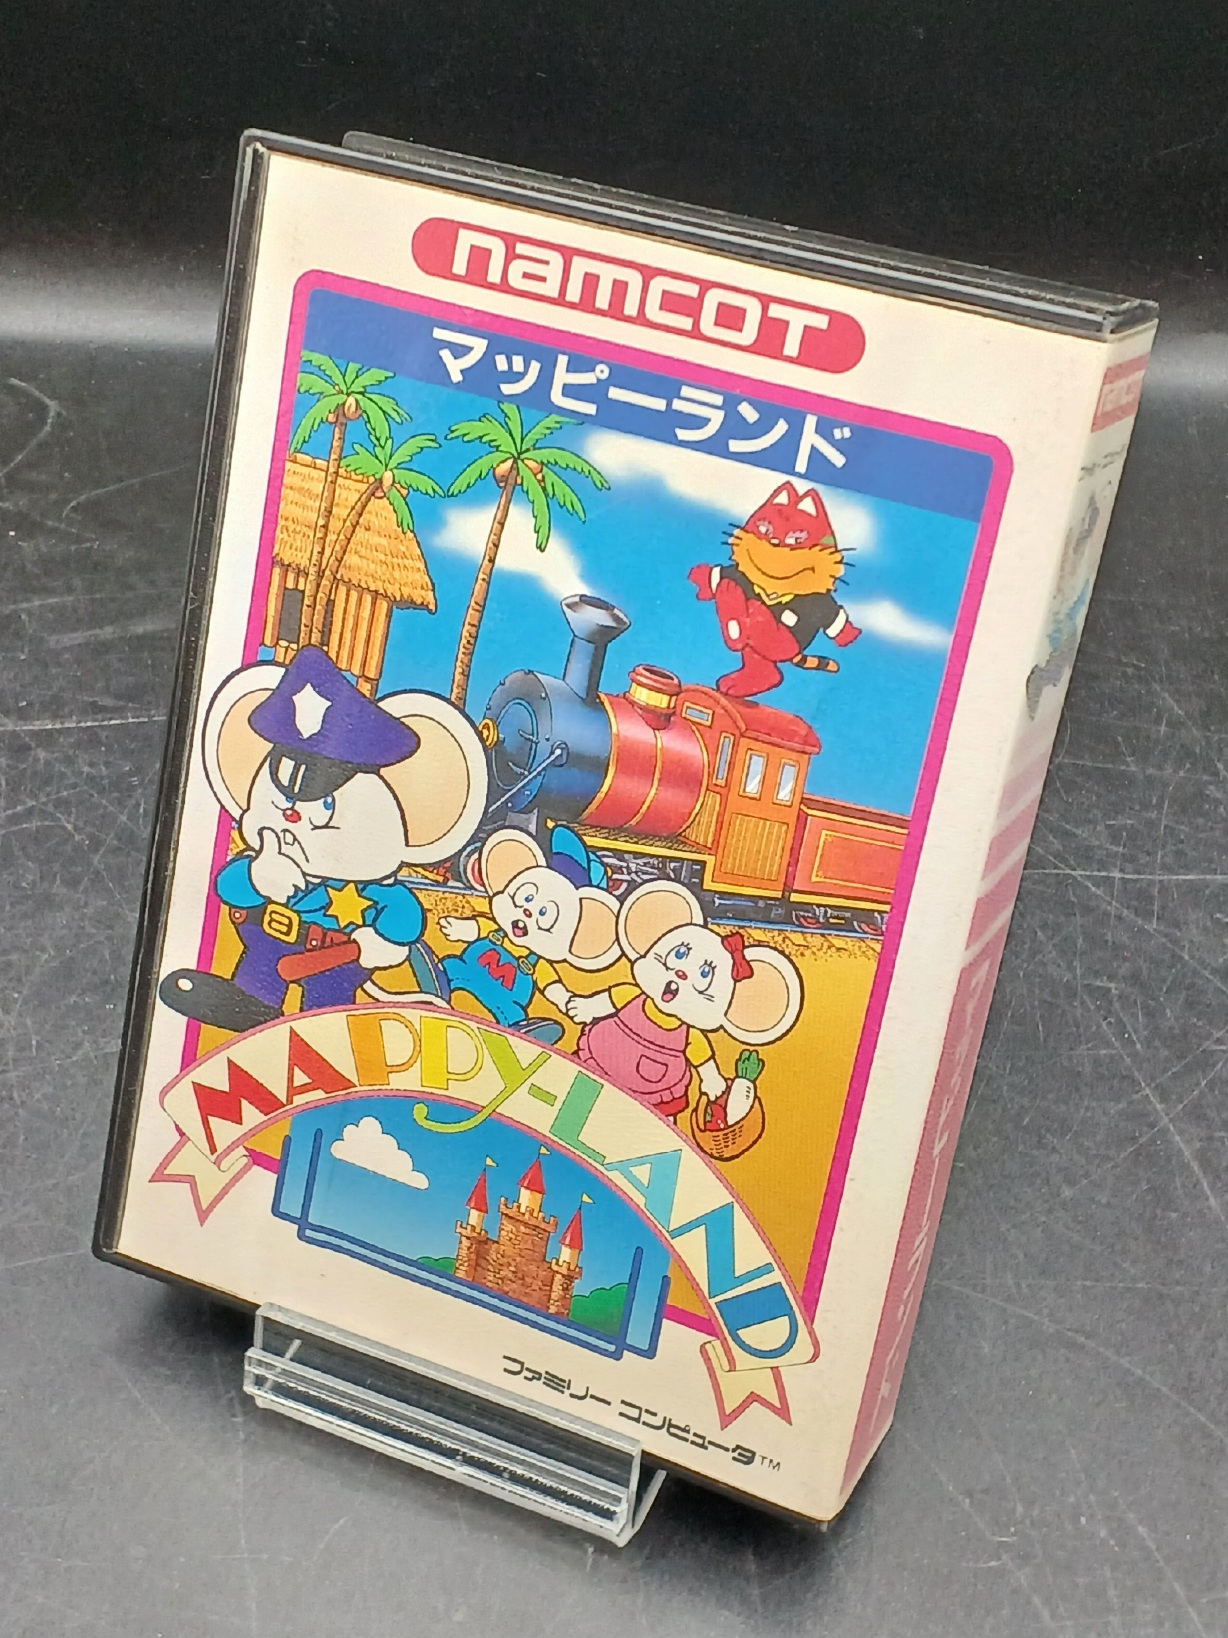 namcot
マッピーランド
M
MAPPY-LAND
ファミリー コンピュータ™